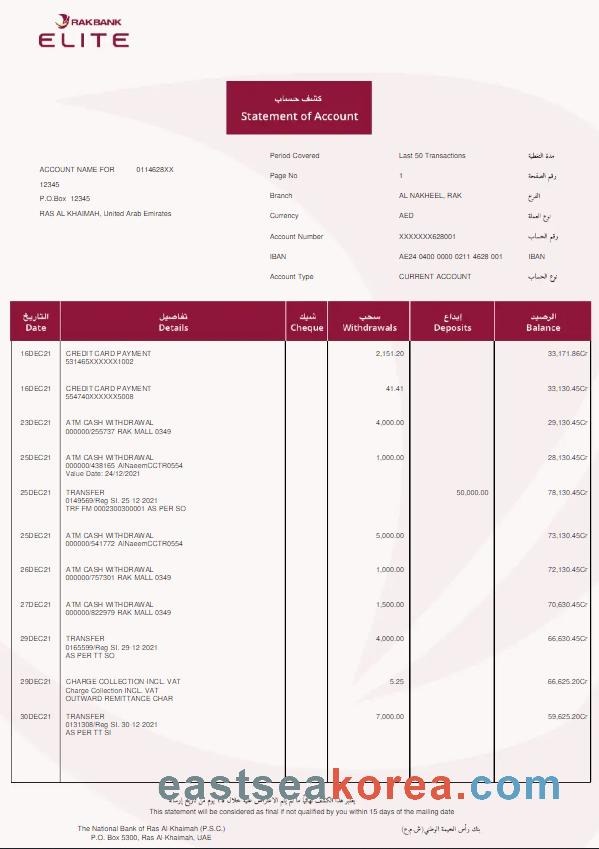 RAKBANK
ELITE
كشف حساب
Statement of Account
Period Covered Last 50 Transactions مدة التغطية
ACCOUNT NAME FOR 0114628XX
Page No 1 رقم الصفحة
12345
Branch AL NAKHEEL, RAK الفرع
P.O.Box 12345
Currency AED نوع العملة
RAS AL KHAIMAH, United Arab Emirates
Account Number XXXXXXX628001 رقم الحساب
IBAN AE24 0400 0000 0211 4628 001 IBAN
Account Type CURRENT ACCOUNT نوع الحساب
التاريخ تفاصيل شيك سحب إيداع الرصيد
Date Details Cheque Withdrawals Deposits Balance
16DEC21 CREDIT CARD PAYMENT 2,151.20 33,171.86Cr
531465XXXXXX1002
16DEC21 CREDIT CARD PAYMENT 41.41 33,130.45Cr
554740XXXXXX5008
23DEC21 ATM CASH WITHDRAWAL 4,000.00 29,130.45Cr
000000/255737 RAK MALL 0349
25DEC21 ATM CASH WITHDRAWAL 1,000.00 28,130.45Cr
000000/438165 AlNaeemCCTR0554
Value Date: 24/12/2021
25DEC21 TRANSFER 50,000.00 78,130.45Cr
0149569/Reg SI. 25-12-2021
TRF FM 0002300300001 AS PER SO
25DEC21 ATM CASH WITHDRAWAL 5,000.00 73,130.45Cr
000000/541772 AlNaeemCCTR0554
26DEC21 ATM CASH WITHDRAWAL 1,000.00 72,130.45Cr
000000/757301 RAK MALL 0349
27DEC21 ATM CASH WITHDRAWAL 1,500.00 70,630.45Cr
000000/822979 RAK MALL 0349
29DEC21 TRANSFER 4,000.00 66,630.45Cr
0165599/Reg SI. 29-12-2021
AS PER TT SO
29DEC21 CHARGE COLLECTION INCL. VAT 5.25 66,625.20Cr
Charge Collection INCL. VAT
OUTWARD REMITTANCE CHAR
30DEC21 TRANSFER 7,000.00 59,625.20Cr
0131308/Reg SI. 30-12-2021
AS PER TT SI
eastseakorea.com
This statement will be considered as final if not qualified by you within 15 days of the mailing date
The National Bank of Ras Al-Khaimah (P.S.C.) بنك رأس الخيمة الوطني (ش.م.ع)
P.O. Box 5300, Ras Al-Khaimah, UAE